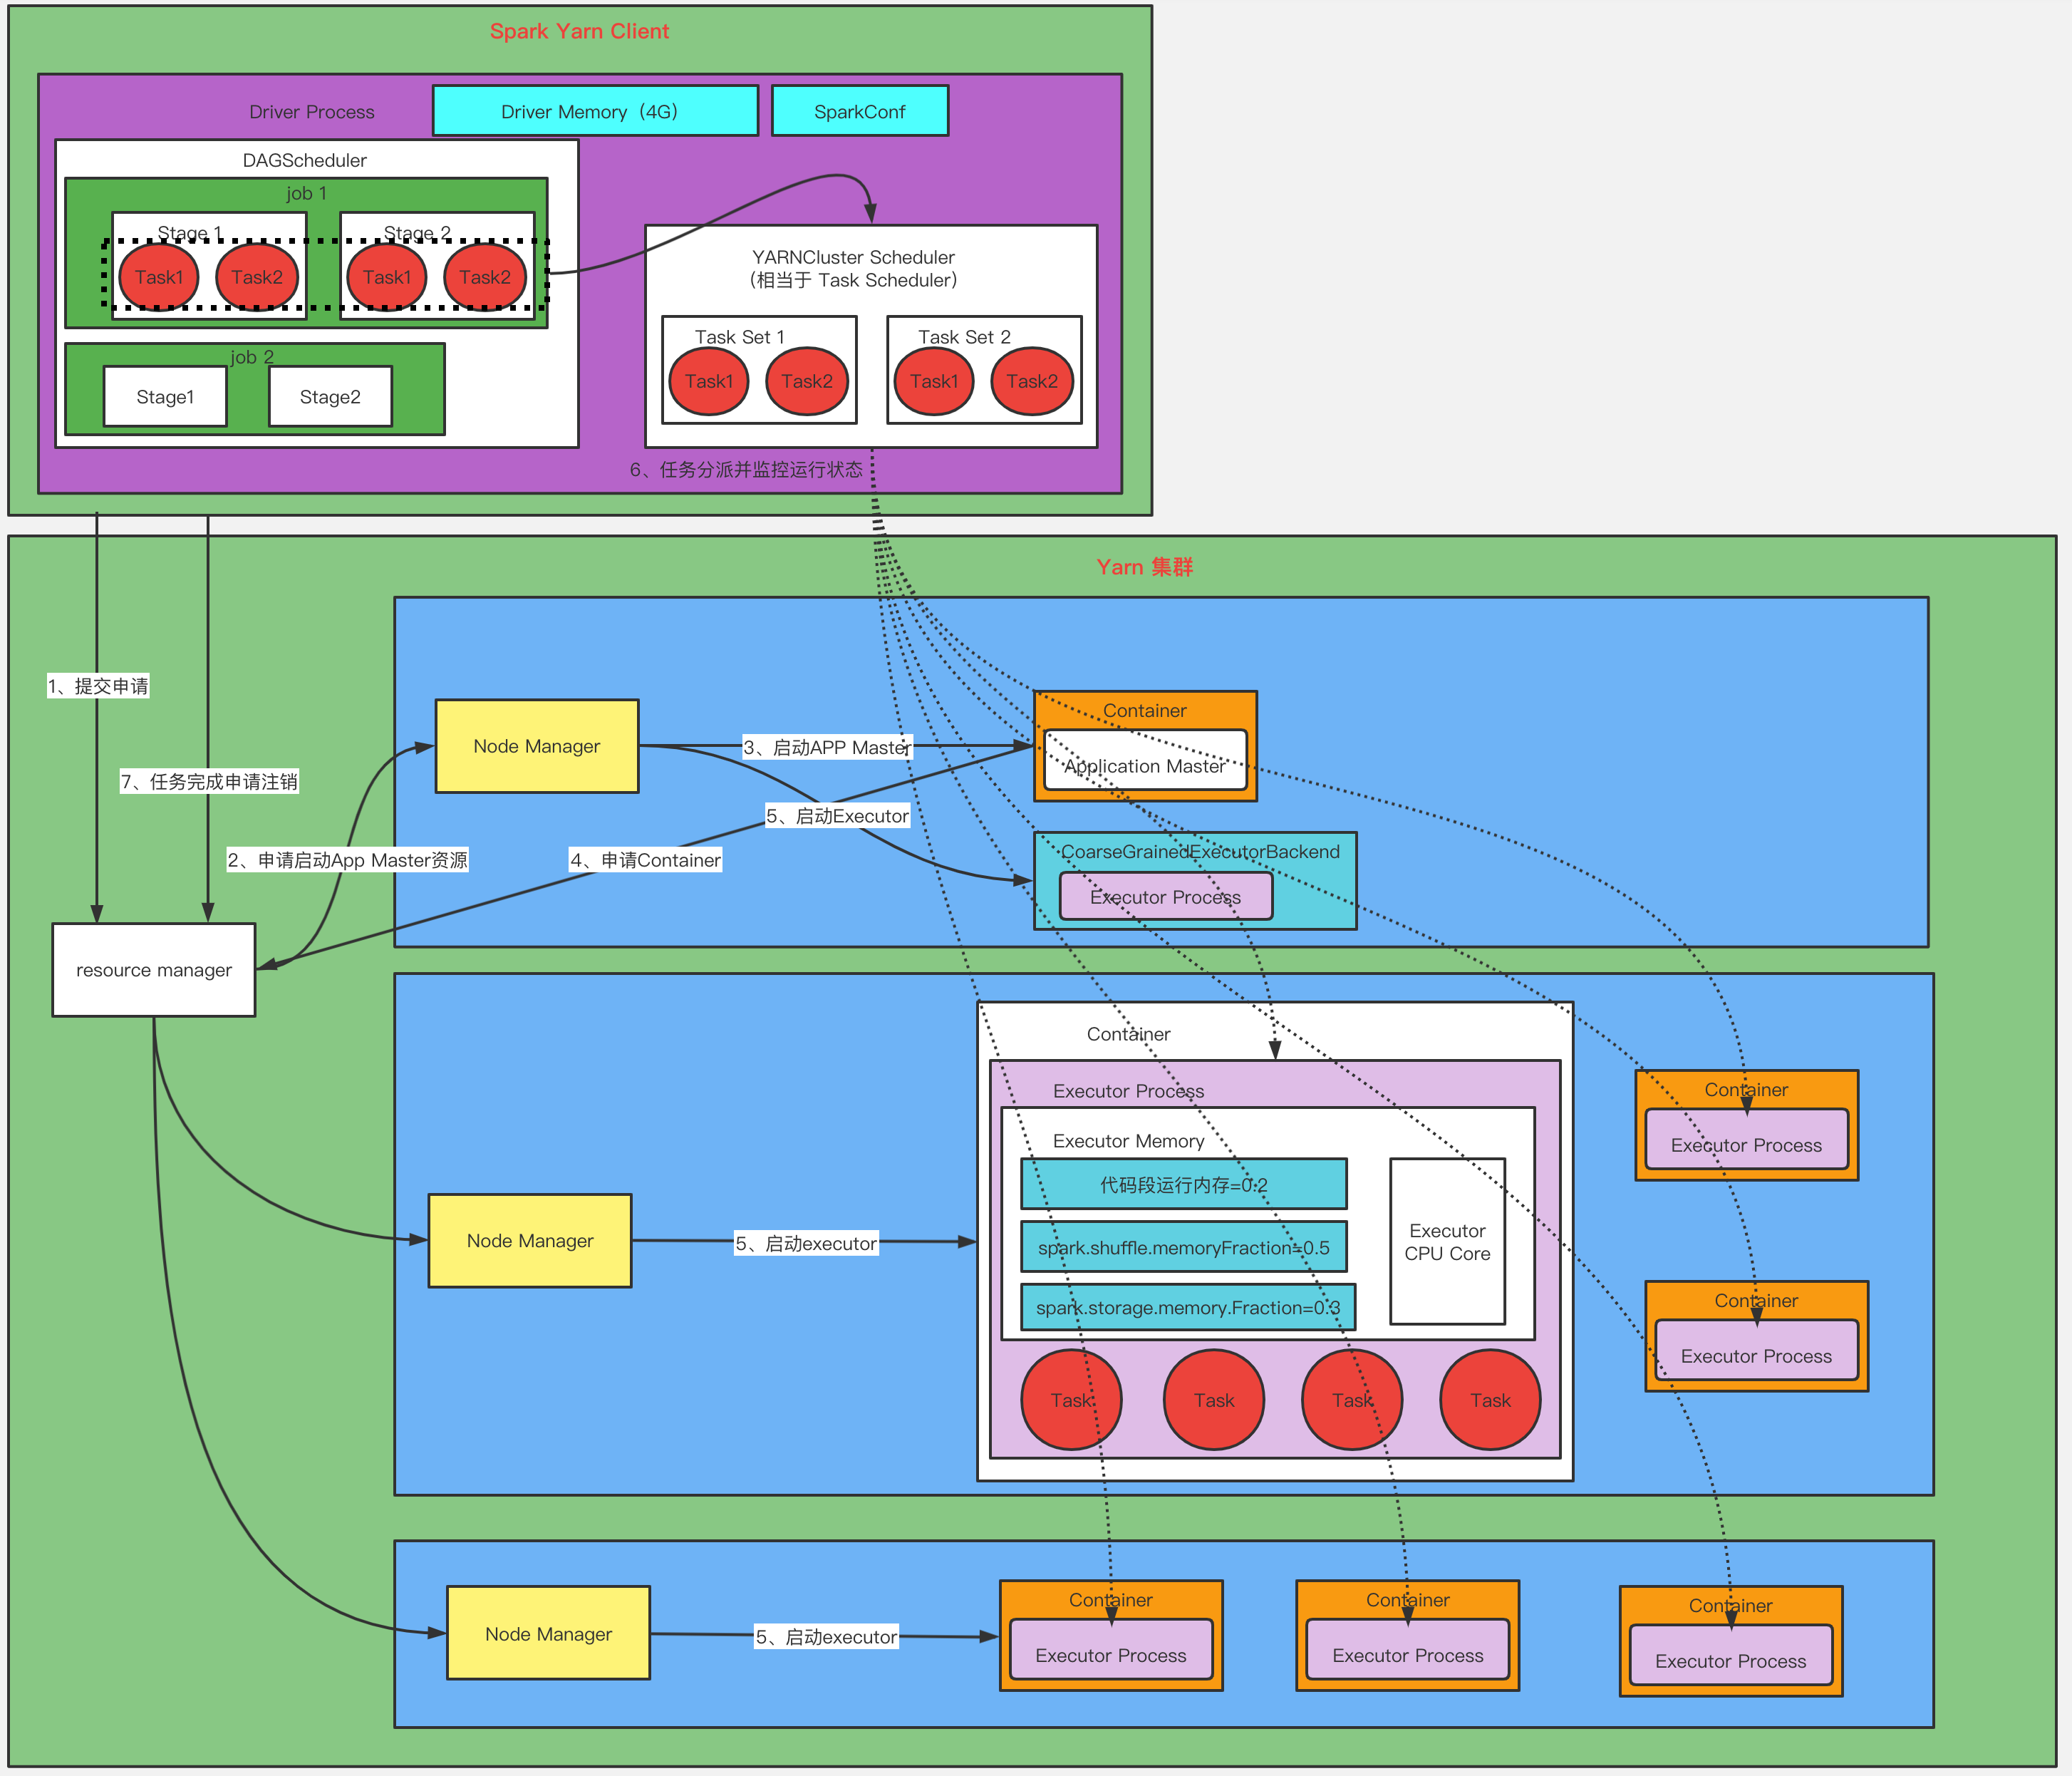 Spark Yarn Client
Driver Process
Driver Memory（4G）
SparkConf
DAGScheduler
job 1
Stage 1
Stage 2
Task1
Task2
Task1
Task2
job 2
Stage1
Stage2
YARNCluster Scheduler
（相当于 Task Scheduler）
Task Set 1
Task Set 2
Task1
Task2
Task1
Task2
6、任务分派并监控运行状态
Yarn 集群
1、提交申请
7、任务完成申请注销
2、申请启动App Master资源
resource manager
Node Manager
3、启动APP Master
5、启动Executor
4、申请Container
Container
Application Master
CoarseGrainedExecutorBackend
Executor Process
Node Manager
5、启动executor
Container
Executor Process
Executor Memory
代码段运行内存=0.2
spark.shuffle.memoryFraction=0.5
spark.storage.memory.Fraction=0.3
Executor
CPU Core
Task
Task
Task
Task
Container
Executor Process
Container
Executor Process
Node Manager
5、启动executor
Container
Executor Process
Container
Executor Process
Container
Executor Process